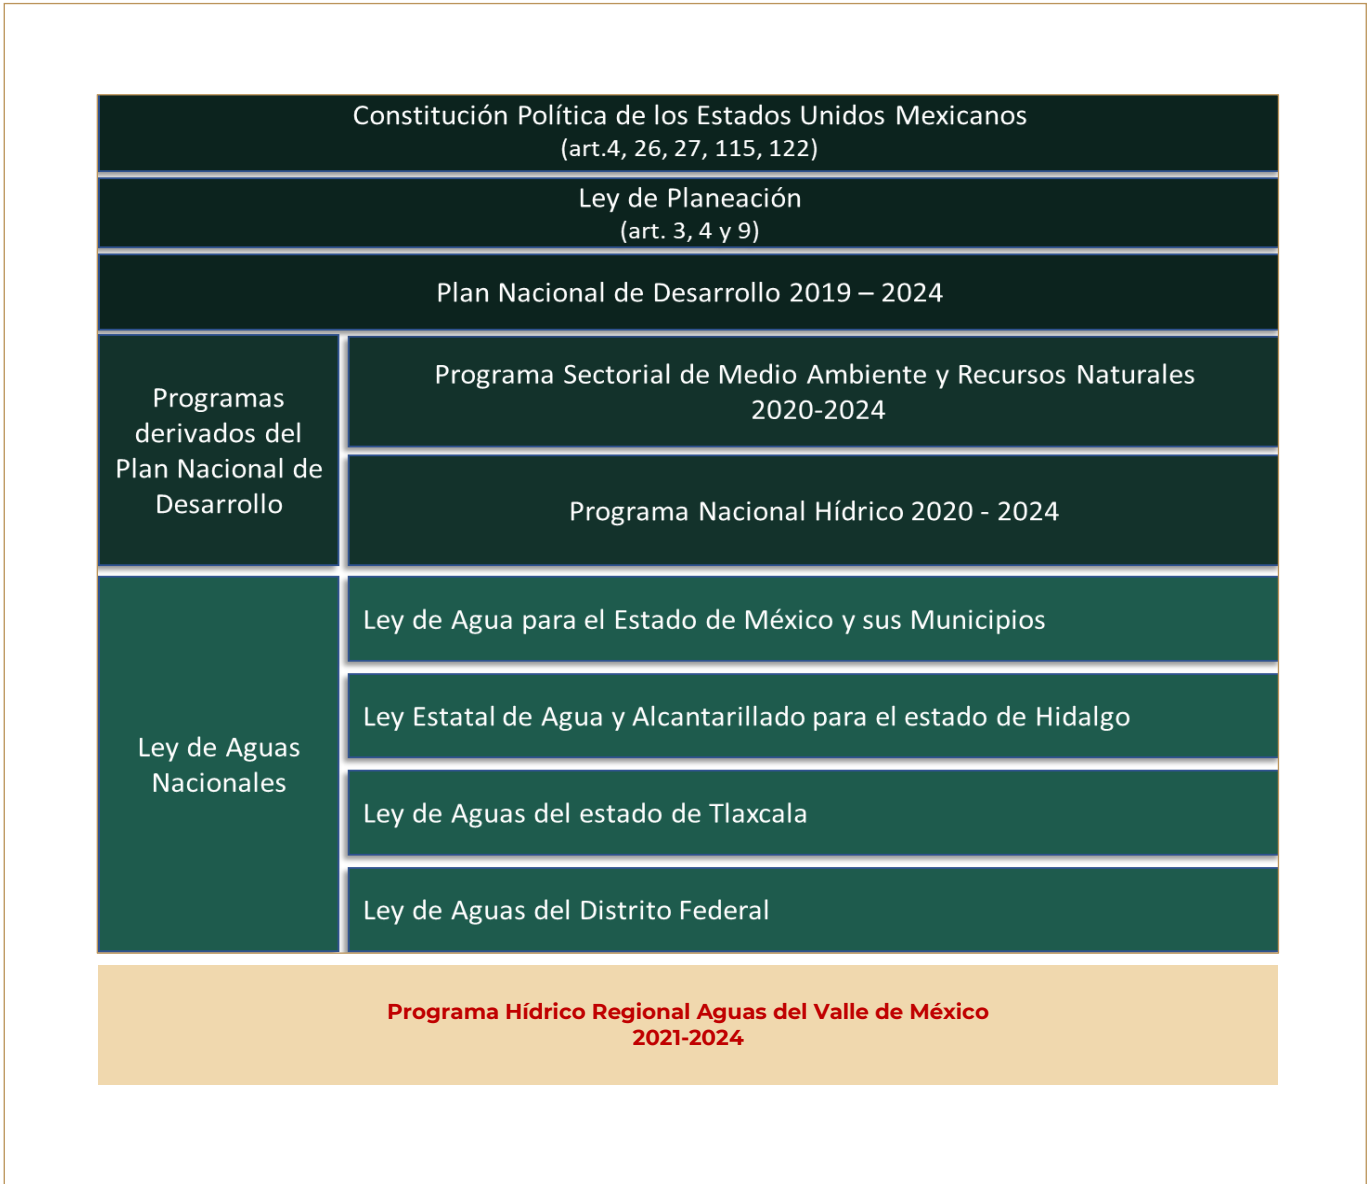 Constitución Política de los Estados Unidos Mexicanos
(art.4, 26, 27, 115, 122)
Ley de Planeación
(art. 3, 4 y 9)
Plan Nacional de Desarrollo 2019 – 2024
Programas
derivados del
Plan Nacional de
Desarrollo
Programa Sectorial de Medio Ambiente y Recursos Naturales
2020-2024
Programa Nacional Hídrico 2020 - 2024
Ley de Aguas
Nacionales
Ley de Agua para el Estado de México y sus Municipios
Ley Estatal de Agua y Alcantarillado para el estado de Hidalgo
Ley de Aguas del estado de Tlaxcala
Ley de Aguas del Distrito Federal
Programa Hídrico Regional Aguas del Valle de México
2021-2024